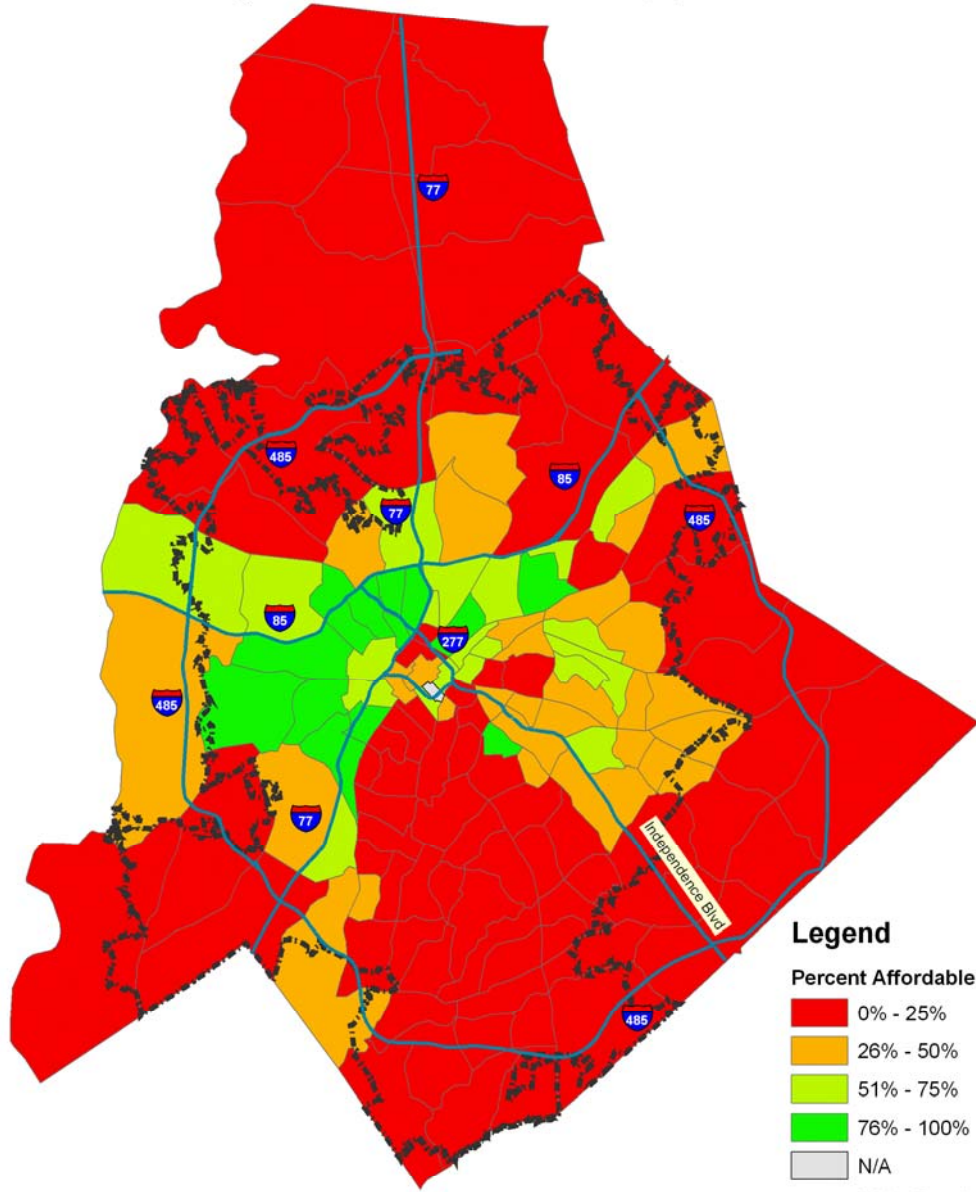 77
485
77
85
485
85
277
485
77
Independence Blvd
485
Legend
Percent Affordable
0% - 25%
26% - 50%
51% - 75%
76% - 100%
N/A